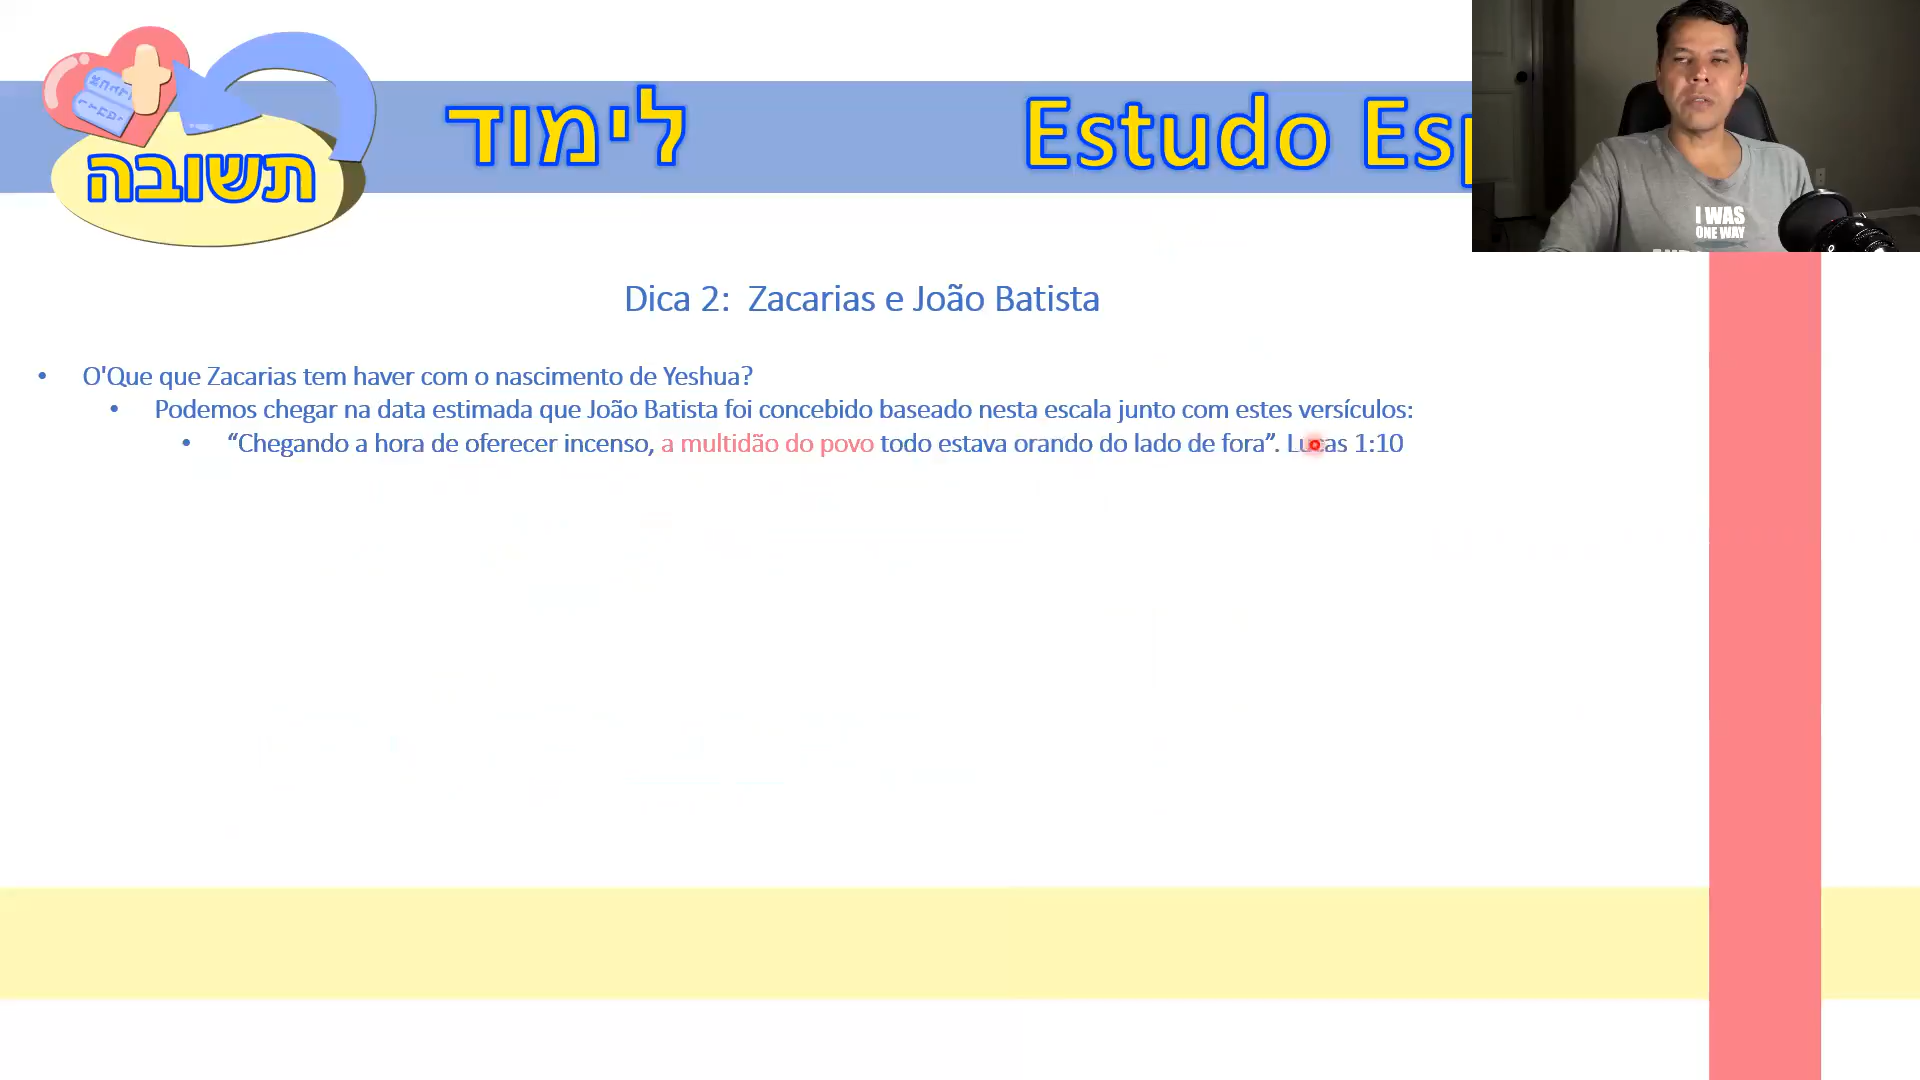 תשובה
לימוד
Estudo Es
I WAS
ONE WAY
Dica 2: Zacarias e João Batista
• O'Que que Zacarias tem haver com o nascimento de Yeshua?
• Podemos chegar na data estimada que João Batista foi concebido baseado nesta escala junto com estes versículos:
• “Chegando a hora de oferecer incenso, a multidão do povo todo estava orando do lado de fora”. Lucas 1:10